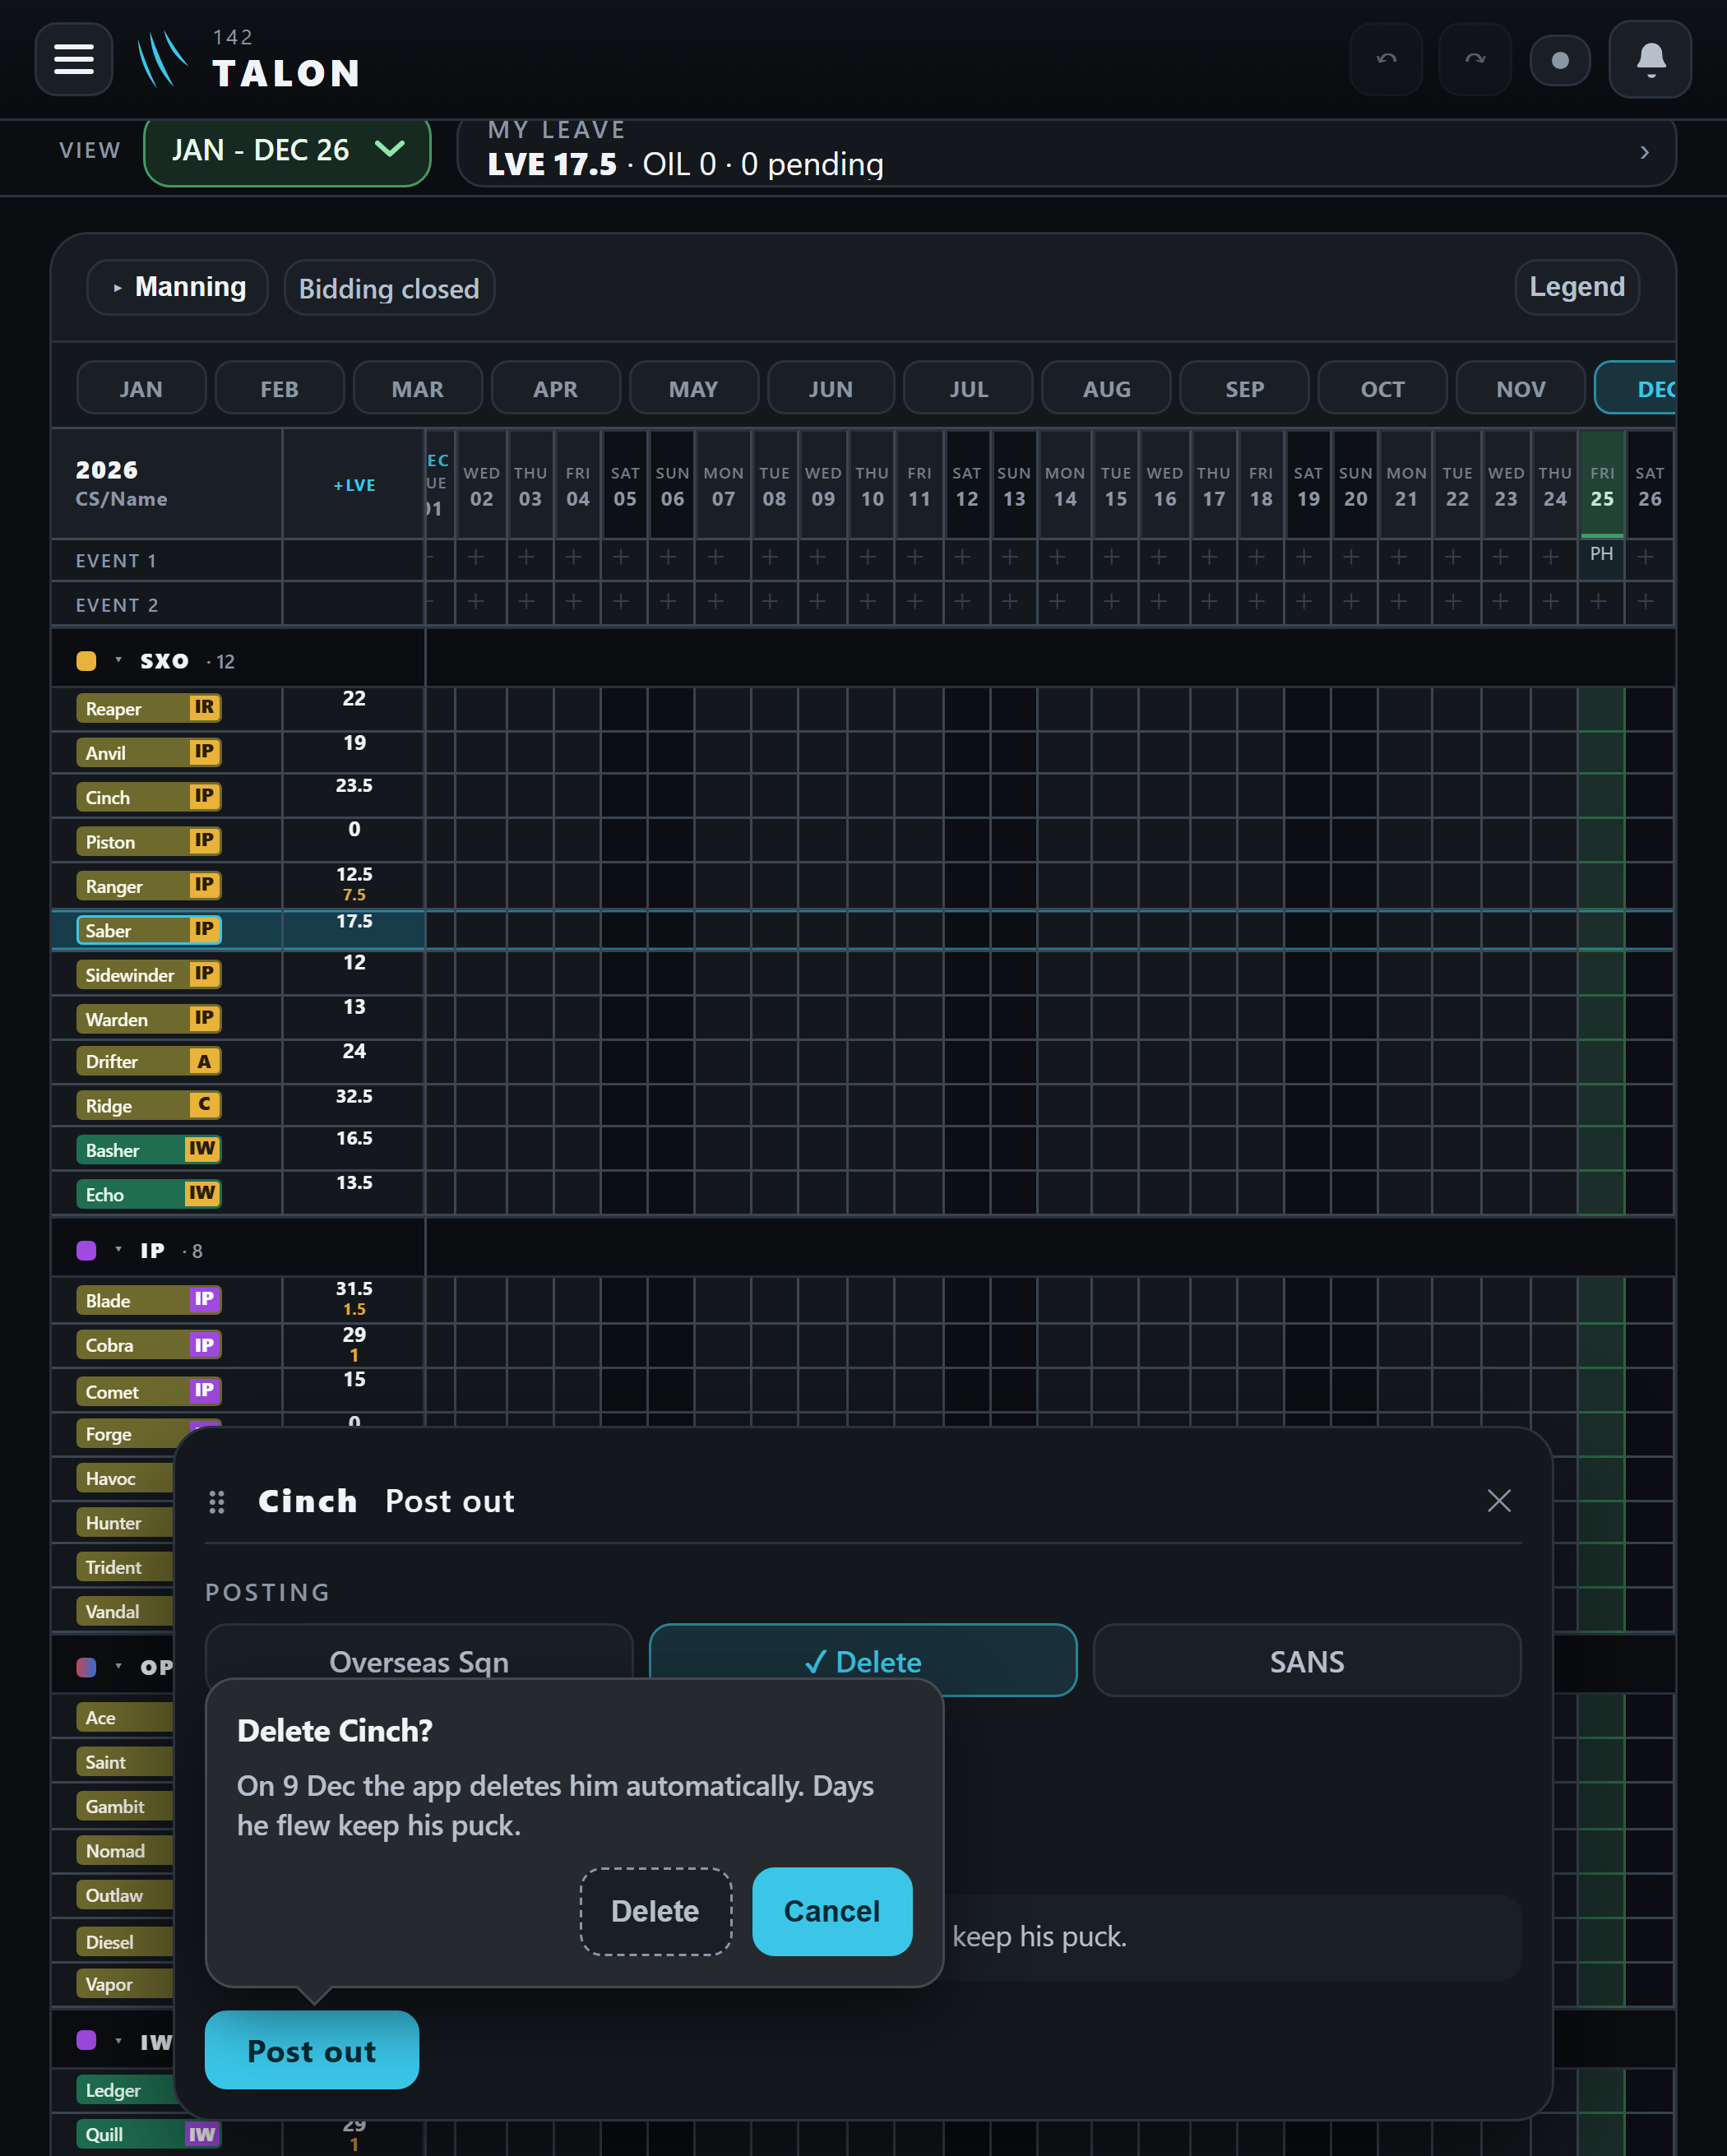 142
TALON
VIEW
JAN - DEC 26
MY LEAVE
LVE 17.5 · OIL 0 · 0 pending
Manning
Bidding closed
Legend
JAN FEB MAR APR MAY JUN JUL AUG SEP OCT NOV DEC
2026
CS/Name
+LVE
EC UE 01
WED 02 THU 03 FRI 04 SAT 05 SUN 06 MON 07 TUE 08 WED 09 THU 10 FRI 11 SAT 12 SUN 13 MON 14 TUE 15 WED 16 THU 17 FRI 18 SAT 19 SUN 20 MON 21 TUE 22 WED 23 THU 24 FRI 25 SAT 26
EVENT 1 PH
EVENT 2
SXO · 12
Reaper IR 22
Anvil IP 19
Cinch IP 23.5
Piston IP 0
Ranger IP 12.5
7.5
Saber IP 17.5
Sidewinder IP 12
Warden IP 13
Drifter A 24
Ridge C 32.5
Basher IW 16.5
Echo IW 13.5
IP · 8
Blade IP 31.5
1.5
Cobra IP 29
1
Comet IP 15
Forge 0
Havoc
Hunter
Trident
Vandal
OP
Ace
Saint
Gambit
Nomad
Outlaw
Diesel
Vapor
IW
Ledger
Quill IW 29
1
Cinch Post out
POSTING
Overseas Sqn
✓ Delete
SANS
Delete Cinch?
On 9 Dec the app deletes him automatically. Days
he flew keep his puck.
Delete
Cancel
keep his puck.
Post out